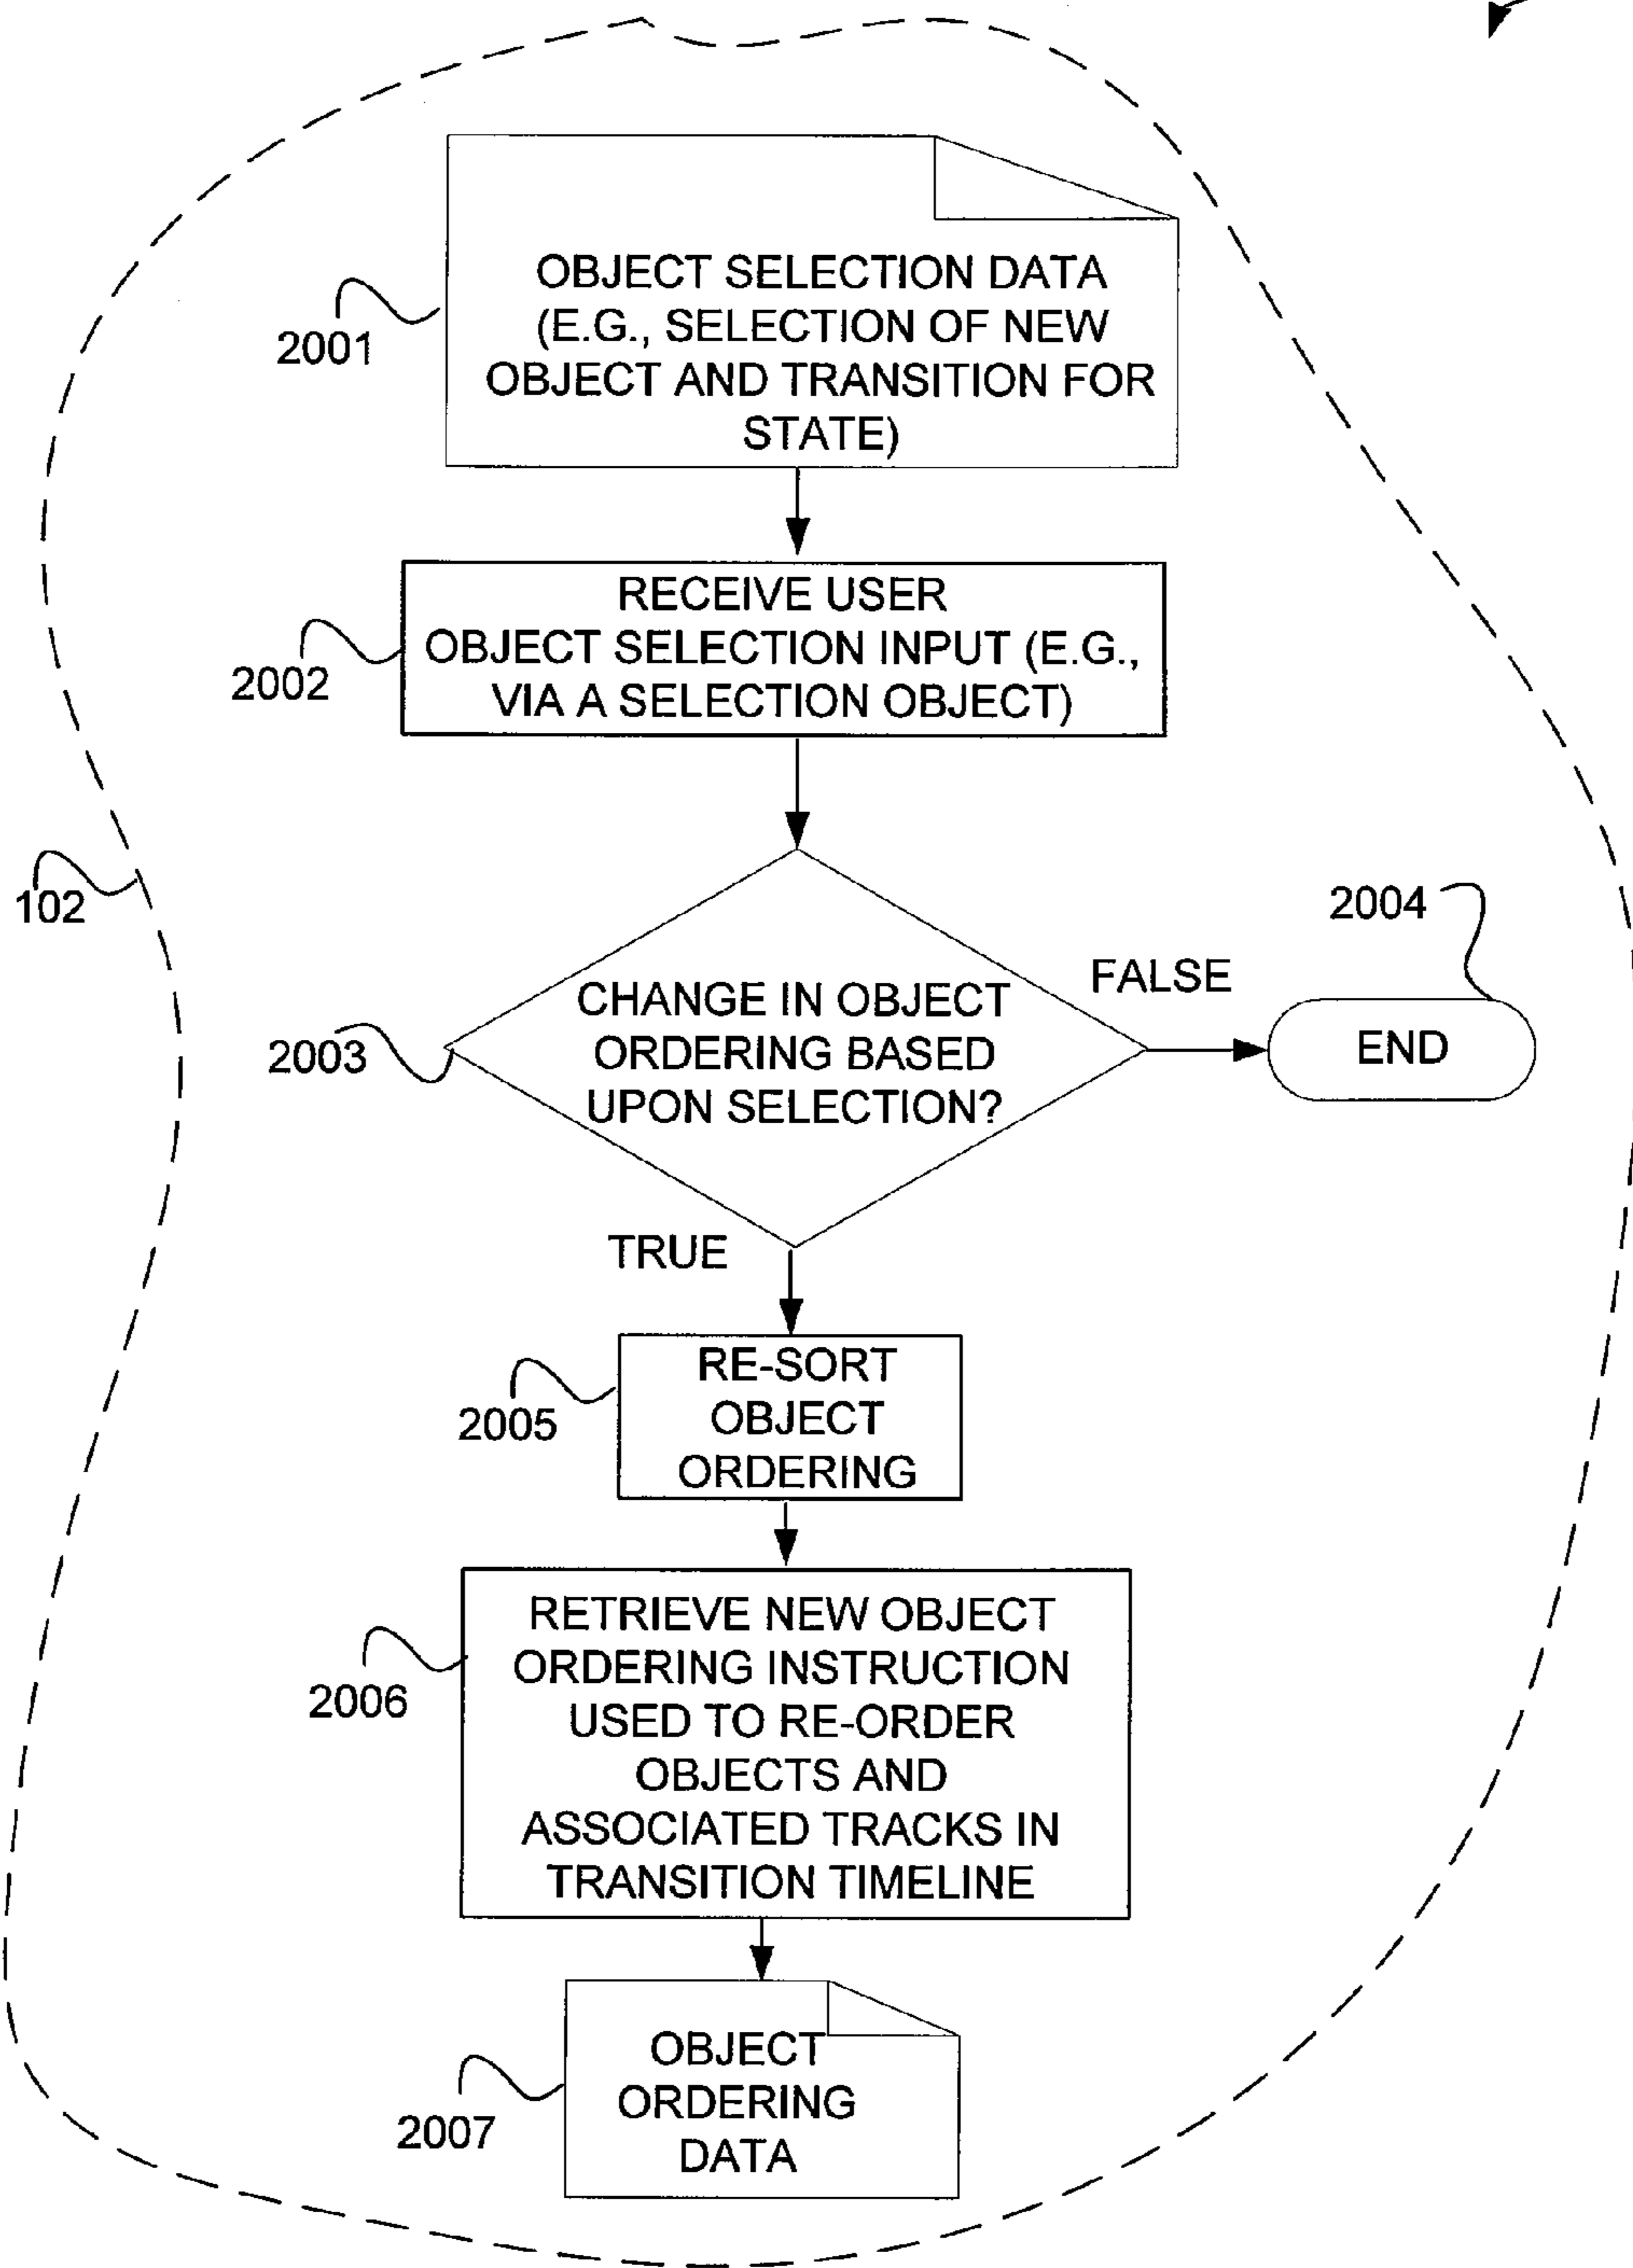 OBJECT SELECTION DATA
(E.G., SELECTION OF NEW
OBJECT AND TRANSITION FOR
STATE)
2001
RECEIVE USER
OBJECT SELECTION INPUT (E.G.,
VIA A SELECTION OBJECT)
2002
102
2004
FALSE
CHANGE IN OBJECT
ORDERING BASED
UPON SELECTION?
2003
END
TRUE
RE-SORT
OBJECT
ORDERING
2005
RETRIEVE NEW OBJECT
ORDERING INSTRUCTION
USED TO RE-ORDER
OBJECTS AND
ASSOCIATED TRACKS IN
TRANSITION TIMELINE
2006
OBJECT
ORDERING
DATA
2007